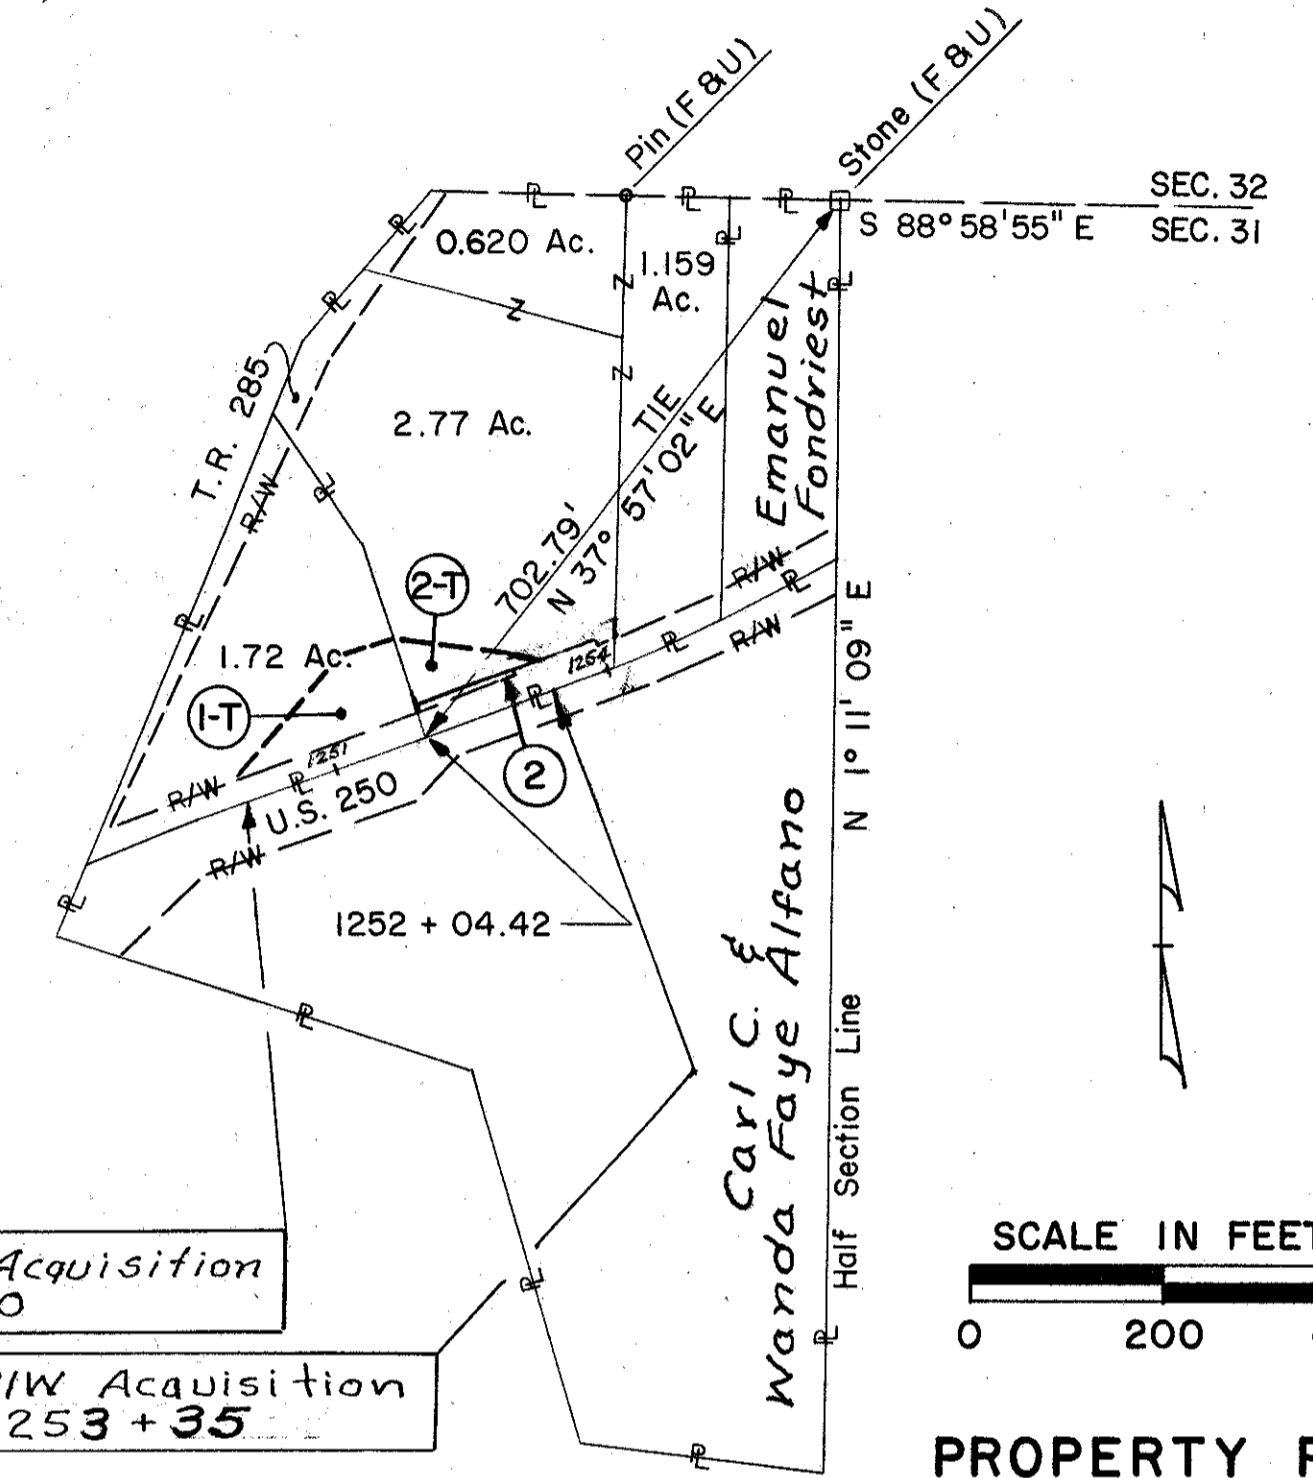 Pin (F & U)
Stone (F & U)
SEC. 32
S 88° 58' 55" E
SEC. 31
0.620 Ac.
1.159
Ac.
Emanuel
Fondriest
T.R. 285
2.77 Ac.
TIE
702.79'
N 37° 57' 02" E
R/W
2-T
R/W
1.72 Ac.
1254
R/W
1-T
1251
2
R/W
U.S. 250
R/W
N 1° 11' 09" E
1252 + 04.42
Carl C. &
Wanda Faye Alfano
Half Section Line
Acquisition
R/W Acquisition
253 + 35
SCALE IN FEET
0 200
PROPERTY